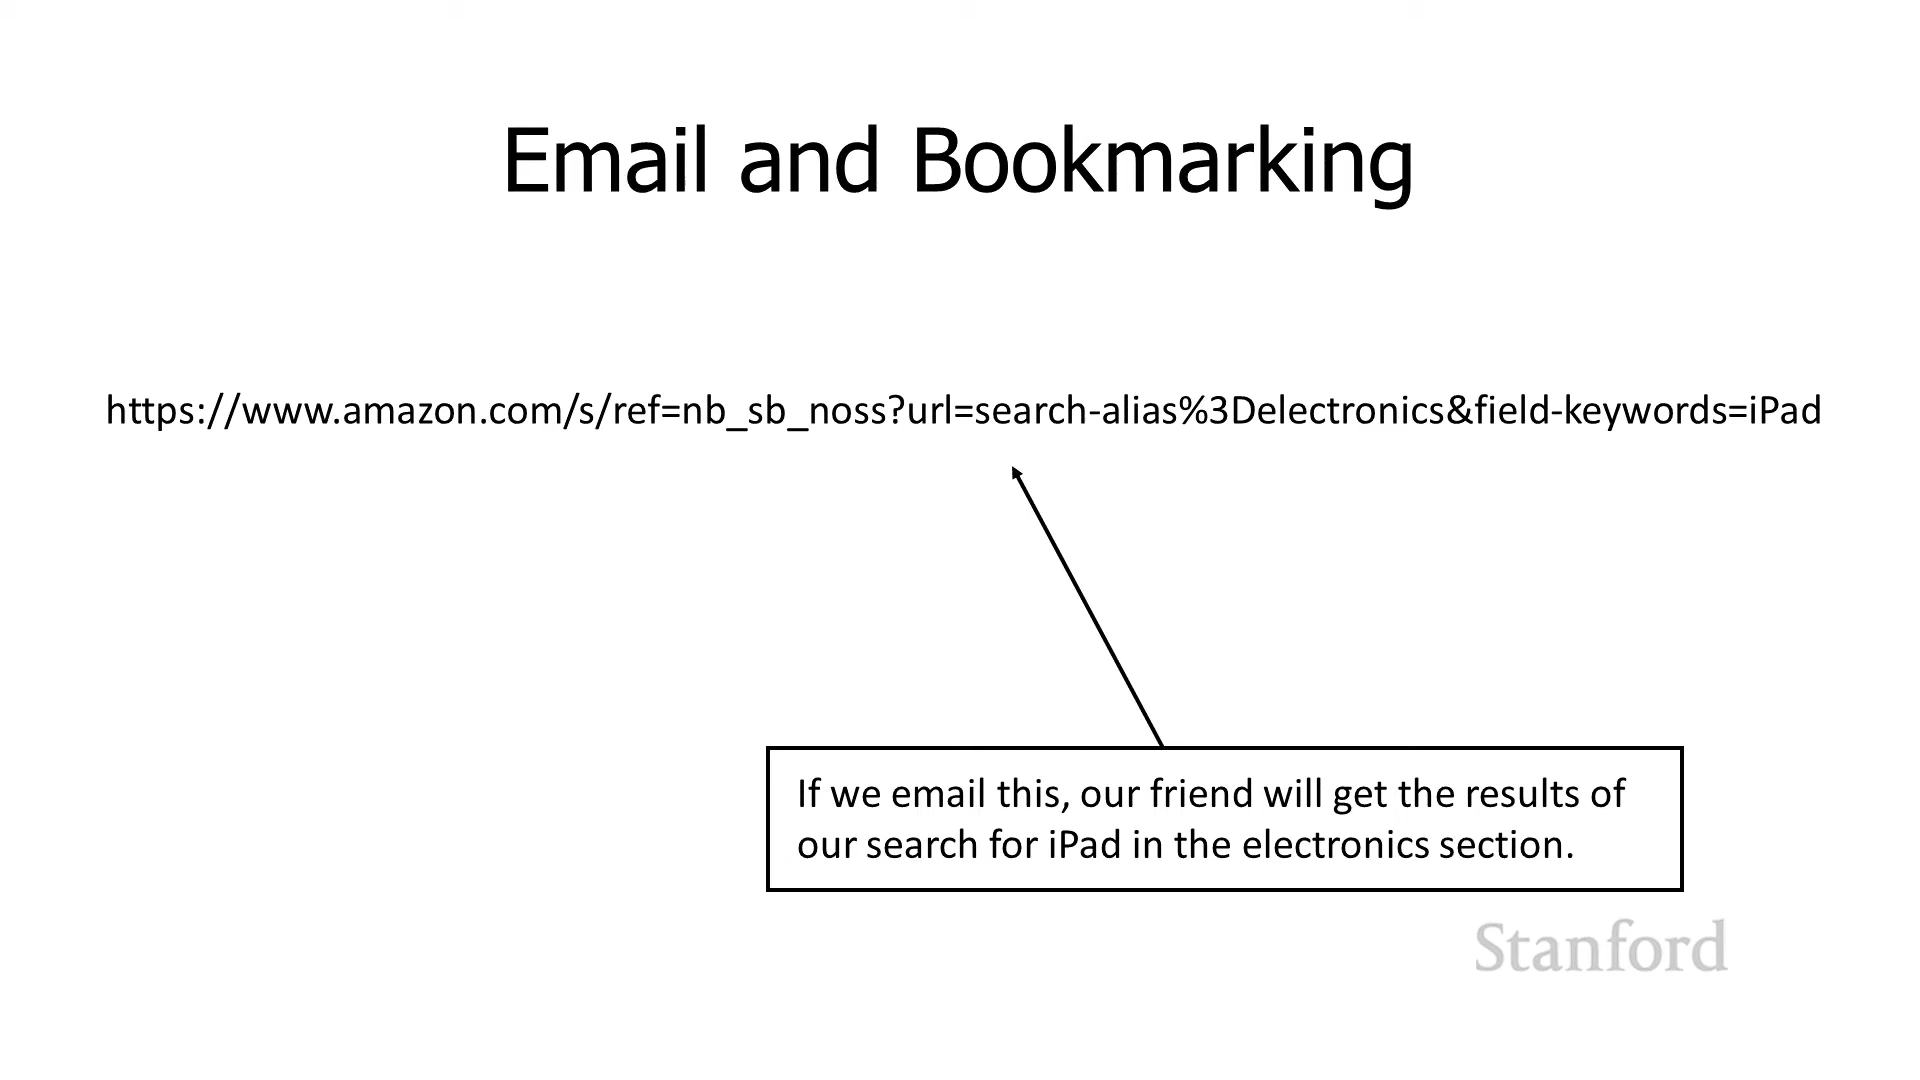 Email and Bookmarking
https://www.amazon.com/s/ref=nb_sb_noss?url=search-alias%3Delectronics&field-keywords=iPad
If we email this, our friend will get the results of
our search for iPad in the electronics section.
Stanford